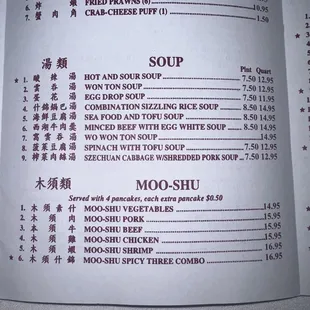 6. 炸 蝦 FRIED PRAWNS (6) 10.95
7. 蟹 肉 角 CRAB-CHEESE PUFF (1) 1.50
湯 類 SOUP
Pint Quart
★ 1. 酸 辣 湯 HOT AND SOUR SOUP 7.50 12.95
2. 雲 吞 湯 WON TON SOUP 7.50 12.95
3. 蛋 花 湯 EGG DROP SOUP 7.50 12.95
4. 什錦鍋巴湯 COMBINATION SIZZLING RICE SOUP 8.50 14.95
5. 海鮮豆腐湯 SEA FOOD AND TOFU SOUP 8.50 14.95
6. 西湖牛肉羹 MINCED BEEF WITH EGG WHITE SOUP 8.50 14.95
7. 窩 雲 吞 湯 WO WON TON SOUP 14.95
8. 菠菜豆腐湯 SPINACH WITH TOFU SOUP 7.50 12.95
★ 9. 榨菜肉絲湯 SZECHUAN CABBAGE W/SHREDDED PORK SOUP 7.50 12.95
木須類 MOO-SHU
Served with 4 pancakes, each extra pancake $0.50
1. 木 須 素 什 MOO-SHU VEGETABLES 14.95
2. 木 須 肉 MOO-SHU PORK 15.95
3. 木 須 牛 MOO-SHU BEEF 15.95
4. 木 須 雞 MOO-SHU CHICKEN 15.95
5. 木 須 蝦 MOO-SHU SHRIMP 16.95
★ 6. 木 須 什 錦 MOO-SHU SPICY THREE COMBO 16.95